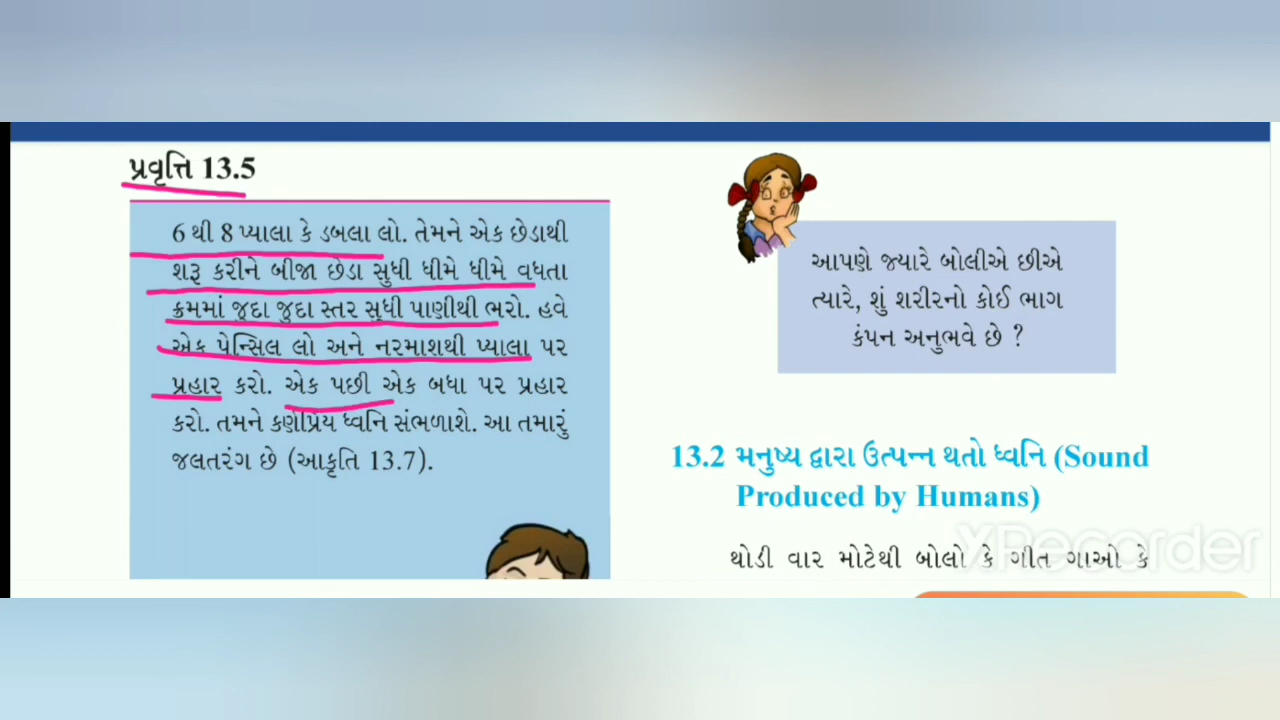 પ્રવૃત્તિ 13.5
6 થી 8 પ્યાલા કે ડબલા લો. તેમને એક છેડાથી
શરૂ કરીને બીજા છેડા સુધી ધીમે ધીમે વધતા
ક્રમમાં જુદા જુદા સ્તર સુધી પાણીથી ભરો. હવે
એક પેન્સિલ લો અને નરમાશથી પ્યાલા પર
પ્રહાર કરો. એક પછી એક બધા પર પ્રહાર
કરો. તમને કર્ણપ્રિય ધ્વનિ સંભળાશે. આ તમારું
જલતરંગ છે (આકૃતિ 13.7).
આપણે જ્યારે બોલીએ છીએ
ત્યારે, શું શરીરનો કોઈ ભાગ
કંપન અનુભવે છે ?
13.2 મનુષ્ય દ્વારા ઉત્પન્ન થતો ધ્વનિ (Sound
Produced by Humans)
થોડી વાર મોટેથી બોલો કે ગીત ગાઓ કે
XRecorder